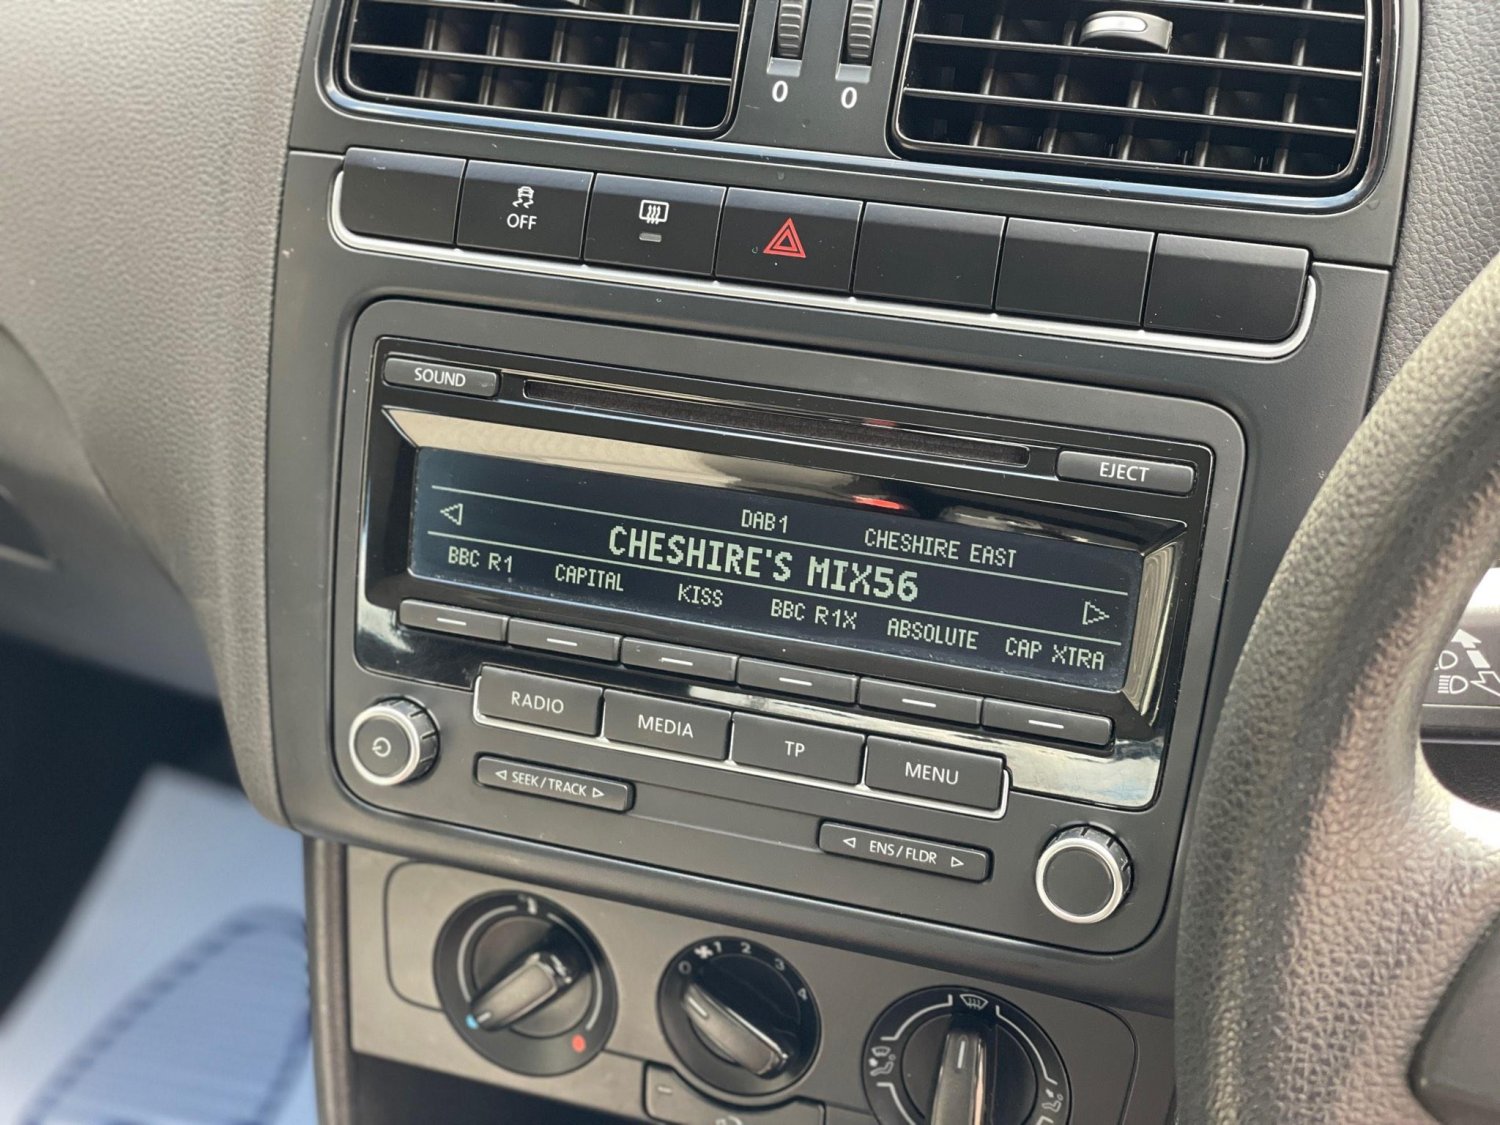 0 0
OFF
SOUND
EJECT
DAB1 CHESHIRE EAST
CHESHIRE'S MIX56
BBC R1 CAPITAL KISS BBC R1X ABSOLUTE CAP XTRA
RADIO MEDIA TP MENU
SEEK/TRACK
ENS/FLDR
0 1 2 3 4